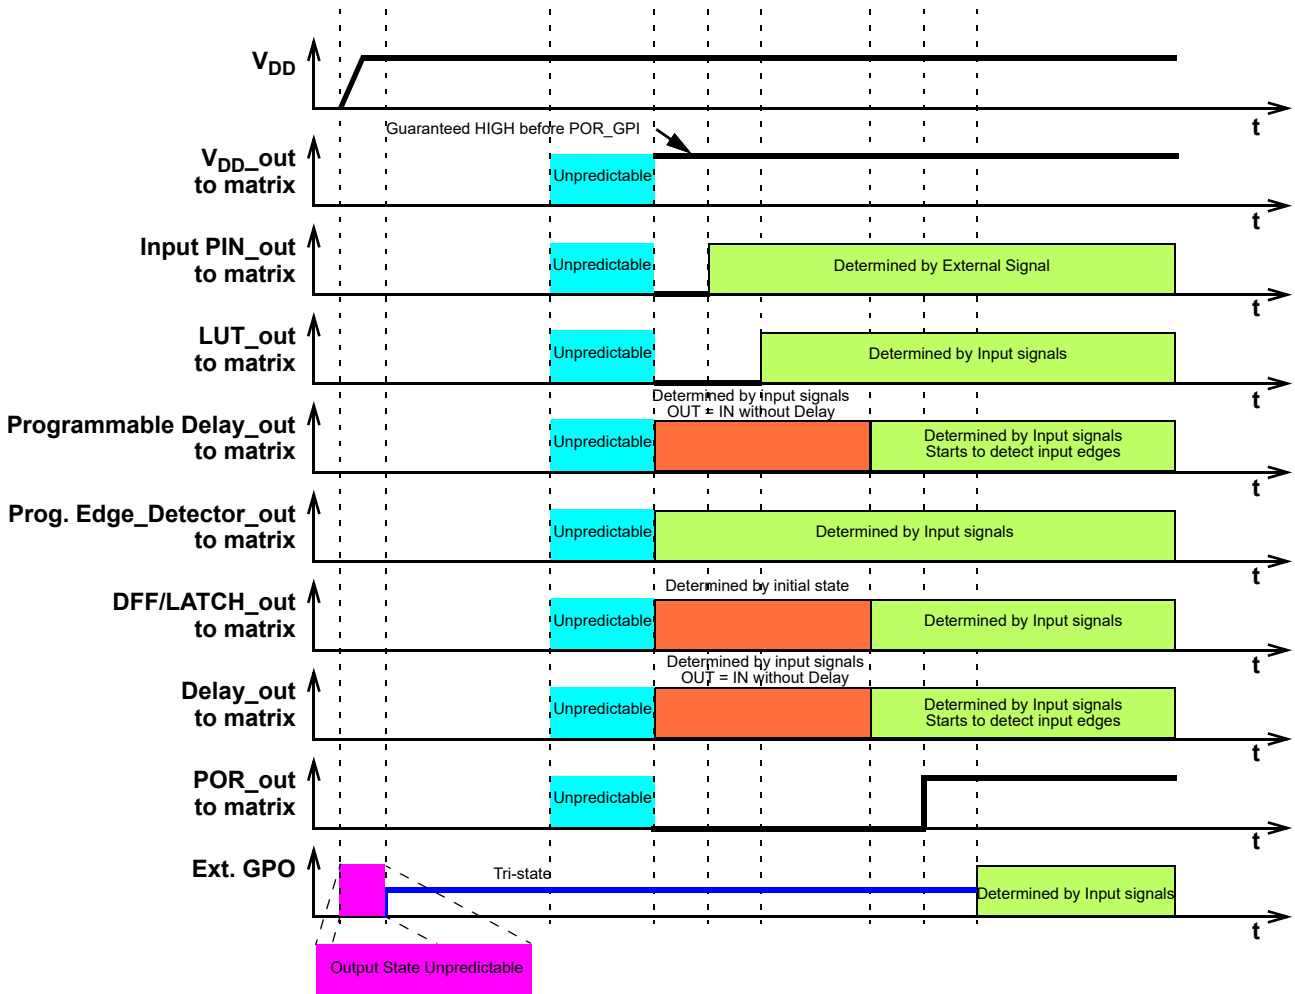 V_DD
t
Guaranteed HIGH before POR_GPI
V_DD_out
to matrix
Unpredictable
t
Input PIN_out
to matrix
Unpredictable
Determined by External Signal
t
LUT_out
to matrix
Unpredictable
Determined by Input signals
t
Determined by input signals
OUT = IN without Delay
Programmable Delay_out
to matrix
Unpredictable
Determined by Input signals
Starts to detect input edges
t
Prog. Edge_Detector_out
to matrix
Unpredictable
Determined by Input signals
t
Determined by initial state
DFF/LATCH_out
to matrix
Unpredictable
Determined by Input signals
t
Determined by input signals
OUT = IN without Delay
Delay_out
to matrix
Unpredictable
Determined by Input signals
Starts to detect input edges
t
POR_out
to matrix
Unpredictable
t
Ext. GPO
Tri-state
Determined by Input signals
t
Output State Unpredictable